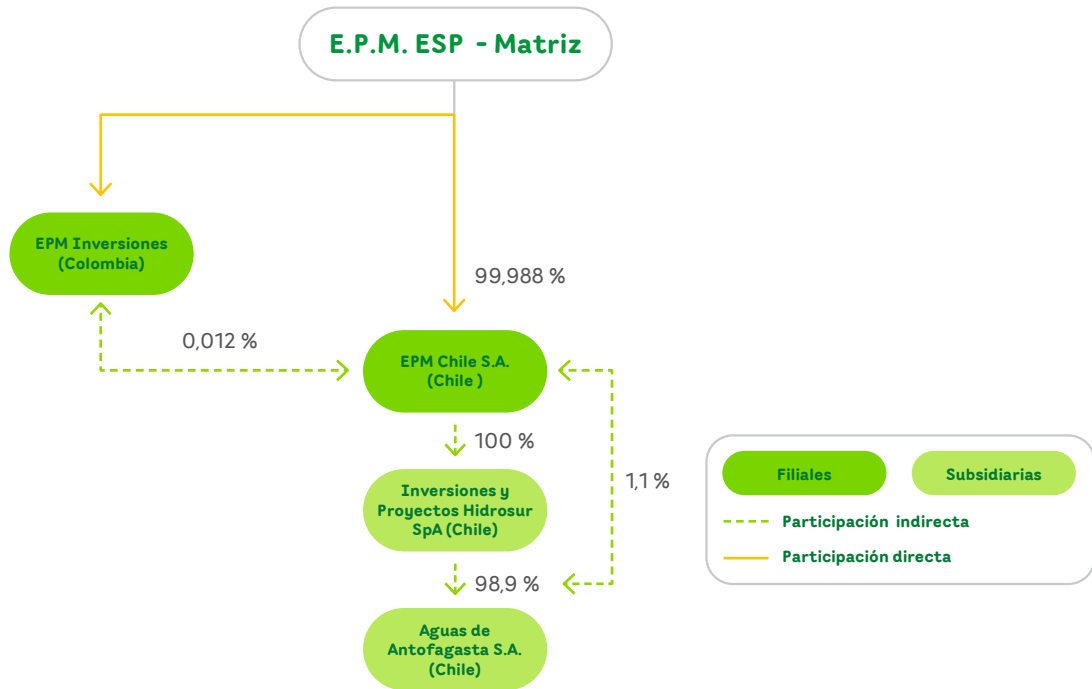 E.P.M. ESP - Matriz
EPM Inversiones
(Colombia)
99,988 %
0,012 %
EPM Chile S.A.
(Chile )
100 %
1,1 %
Inversiones y
Proyectos Hidrosur
SpA (Chile)
98,9 %
Aguas de
Antofagasta S.A.
(Chile)
Filiales
Subsidiarias
Participación indirecta
Participación directa